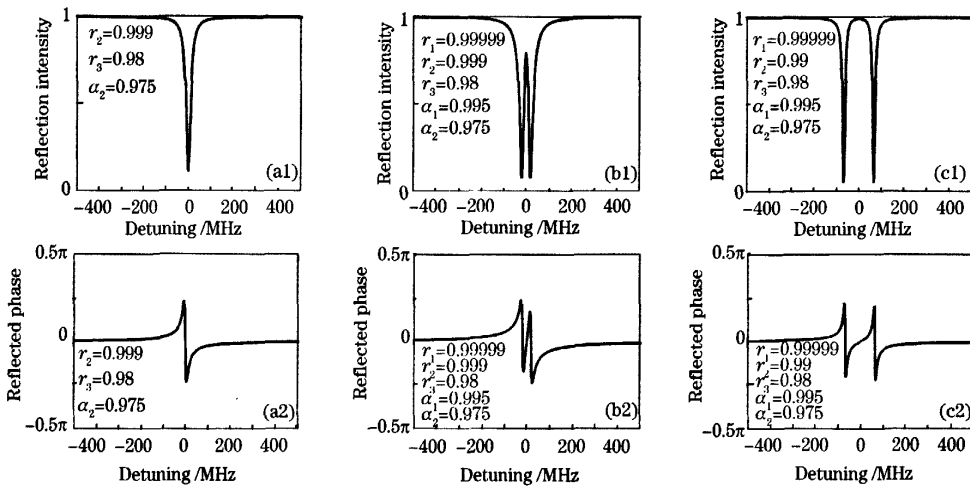 Reflection intensity
1
0
1
r₂=0.999
r₃=0.98
α₂=0.975
(a1)
−400 −200 0 200 400
Detuning /MHz
Reflection intensity
1
0
r₁=0.99999
r₂=0.999
r₃=0.98
α₁=0.995
α₂=0.975
(b1)
−400 −200 0 200 400
Detuning /MHz
Reflection intensity
1
0
r₁=0.99999
r₂=0.99
r₃=0.98
α₁=0.995
α₂=0.975
(c1)
−400 −200 0 200 400
Detuning /MHz
Reflected phase
0.5π
0
−0.5π
r₂=0.999
r₃=0.98
α₂=0.975
(a2)
−400 −200 0 200 400
Detuning /MHz
Reflected phase
0.5π
0
−0.5π
r₁=0.99999
r₂=0.999
r₃=0.98
α₁=0.995
α₂=0.975
(b2)
−400 −200 0 200 400
Detuning /MHz
Reflected phase
0.5π
0
−0.5π
r₁=0.99999
r₂=0.99
r₃=0.98
α₁=0.995
α₂=0.975
(c2)
−400 −200 0 200 400
Detuning /MHz